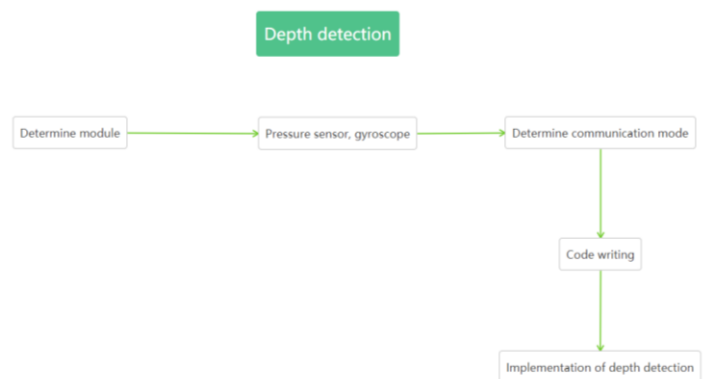 Depth detection
Determine module
Pressure sensor, gyroscope
Determine communication mode
Code writing
Implementation of depth detection